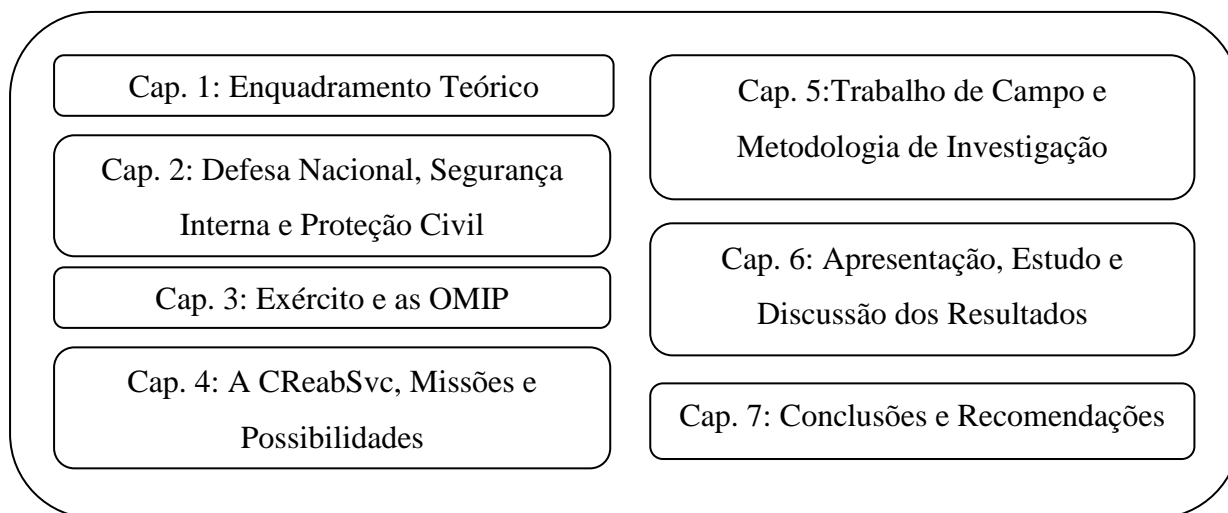 Cap. 1: Enquadramento Teórico
Cap. 2: Defesa Nacional, Segurança
Interna e Proteção Civil
Cap. 3: Exército e as OMIP
Cap. 4: A CReabSvc, Missões e
Possibilidades
Cap. 5:Trabalho de Campo e
Metodologia de Investigação
Cap. 6: Apresentação, Estudo e
Discussão dos Resultados
Cap. 7: Conclusões e Recomendações